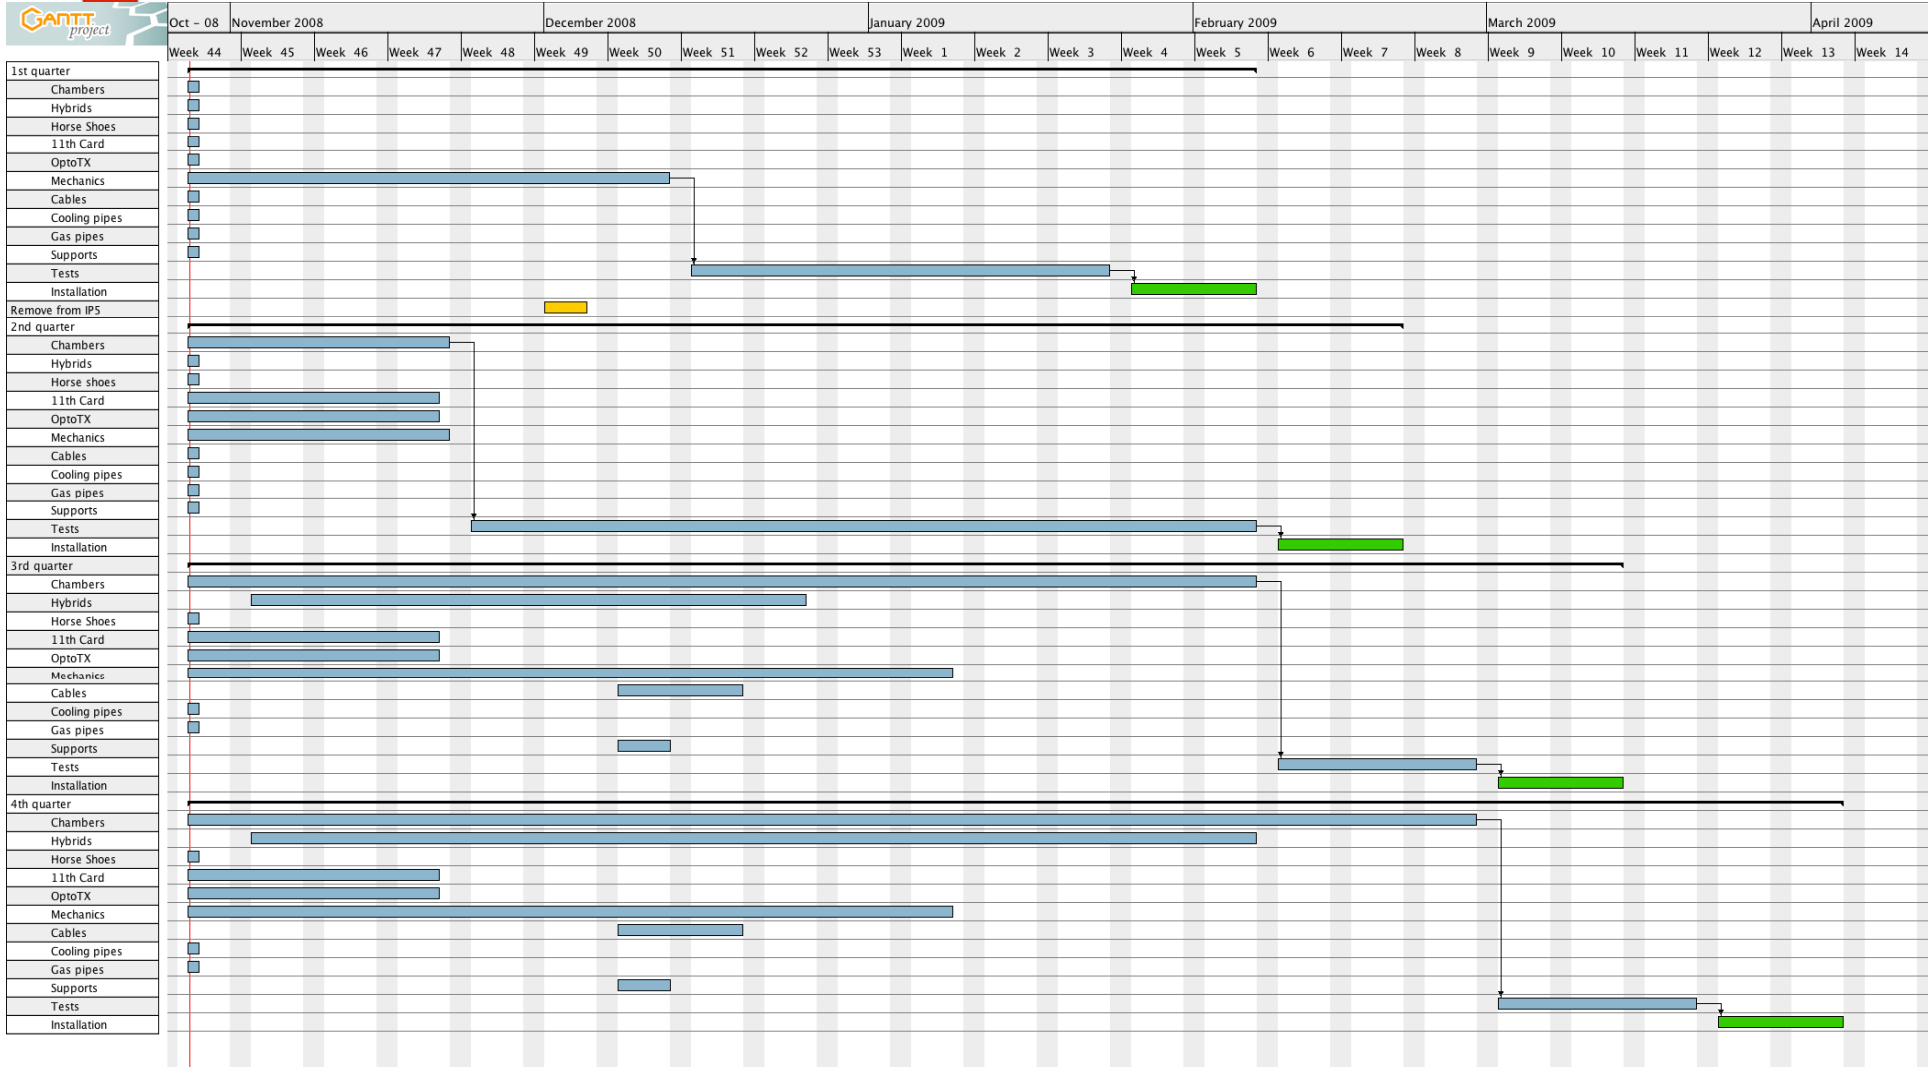 GANTT
project
Oct - 08 November 2008 December 2008 January 2009 February 2009 March 2009 April 2009
Week 44 Week 45 Week 46 Week 47 Week 48 Week 49 Week 50 Week 51 Week 52 Week 53 Week 1 Week 2 Week 3 Week 4 Week 5 Week 6 Week 7 Week 8 Week 9 Week 10 Week 11 Week 12 Week 13 Week 14
1st quarter
Chambers
Hybrids
Horse Shoes
11th Card
OptoTX
Mechanics
Cables
Cooling pipes
Gas pipes
Supports
Tests
Installation
Remove from IP5
2nd quarter
Chambers
Hybrids
Horse shoes
11th Card
OptoTX
Mechanics
Cables
Cooling pipes
Gas pipes
Supports
Tests
Installation
3rd quarter
Chambers
Hybrids
Horse Shoes
11th Card
OptoTX
Mechanics
Cables
Cooling pipes
Gas pipes
Supports
Tests
Installation
4th quarter
Chambers
Hybrids
Horse Shoes
11th Card
OptoTX
Mechanics
Cables
Cooling pipes
Gas pipes
Supports
Tests
Installation